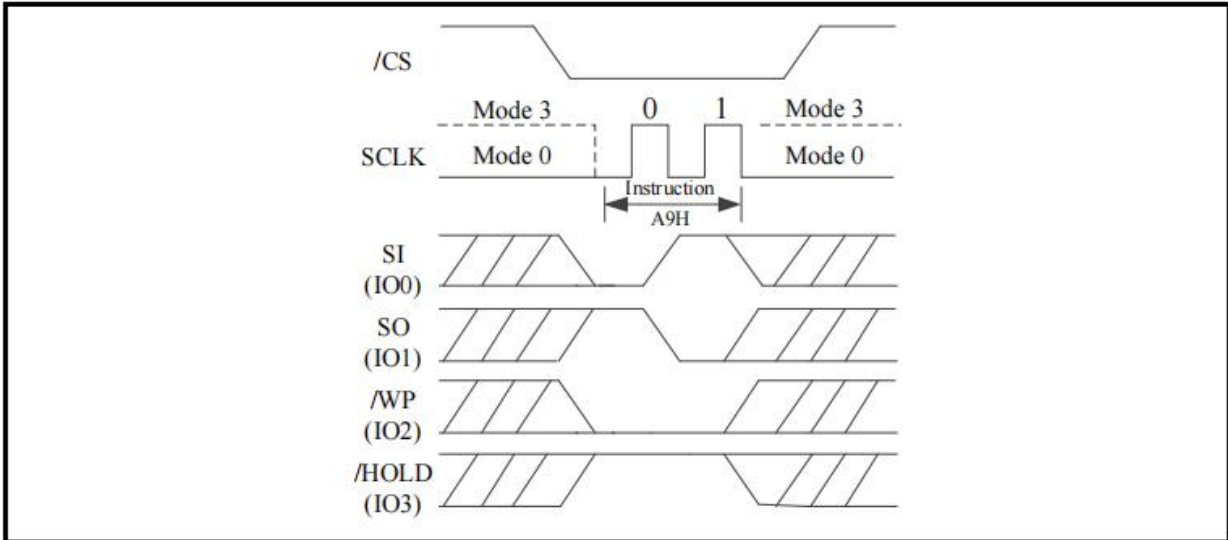 /CS
Mode 3 0 1 Mode 3
SCLK Mode 0 Mode 0
Instruction
A9H
SI
(IO0)
SO
(IO1)
/WP
(IO2)
/HOLD
(IO3)